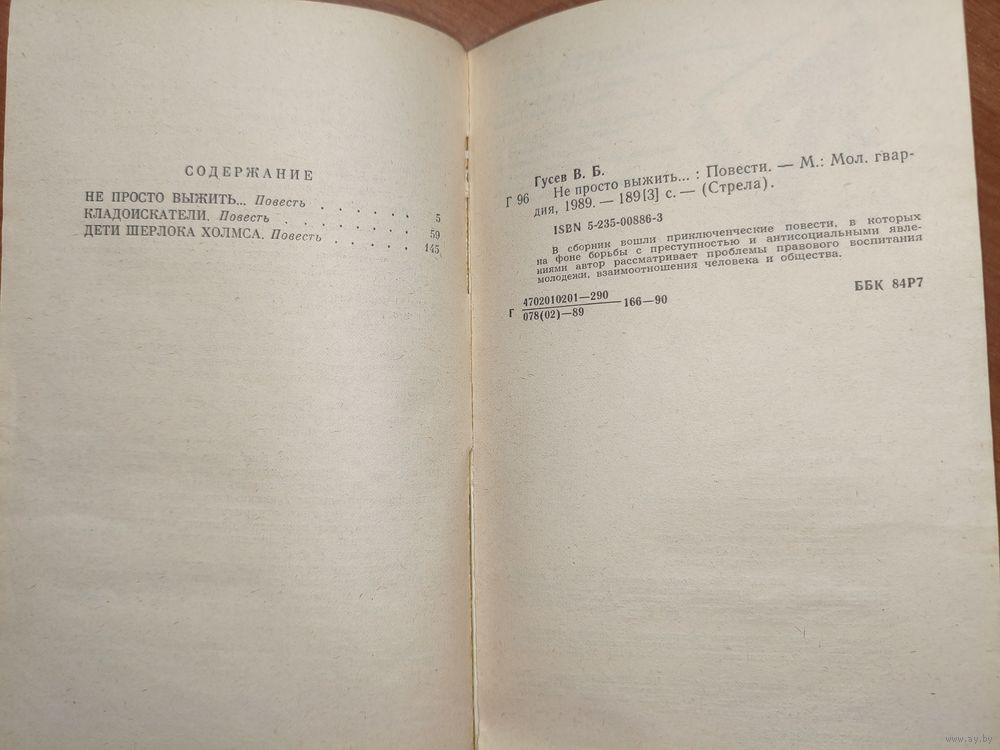 СОДЕРЖАНИЕ
НЕ ПРОСТО ВЫЖИТЬ... Повесть . . . . . 5
КЛАДОИСКАТЕЛИ. Повесть . . . . . . 59
ДЕТИ ШЕРЛОКА ХОЛМСА. Повесть . . . . . 145
Гусев В. Б.
Г 96 Не просто выжить... : Повести. — М.: Мол. гвар-
дия, 1989. — 189[3] с. — (Стрела).
ISBN 5-235-00886-3
В сборник вошли приключенческие повести, в которых
на фоне борьбы с преступностью и антисоциальными явле-
ниями автор рассматривает проблемы правового воспитания
молодежи, взаимоотношения человека и общества.
Г 4702010201—290
078(02)—89
166—90
ББК 84Р7
www.ay.by